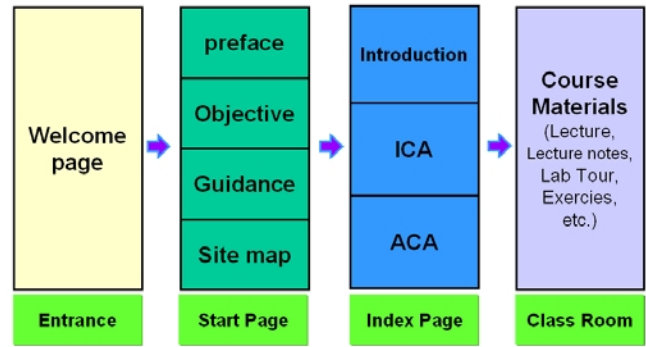 Welcome
page
preface
Objective
Guidance
Site map
Introduction
ICA
ACA
Course
Materials
(Lecture,
Lecture notes,
Lab Tour,
Exercies,
etc.)
Entrance
Start Page
Index Page
Class Room